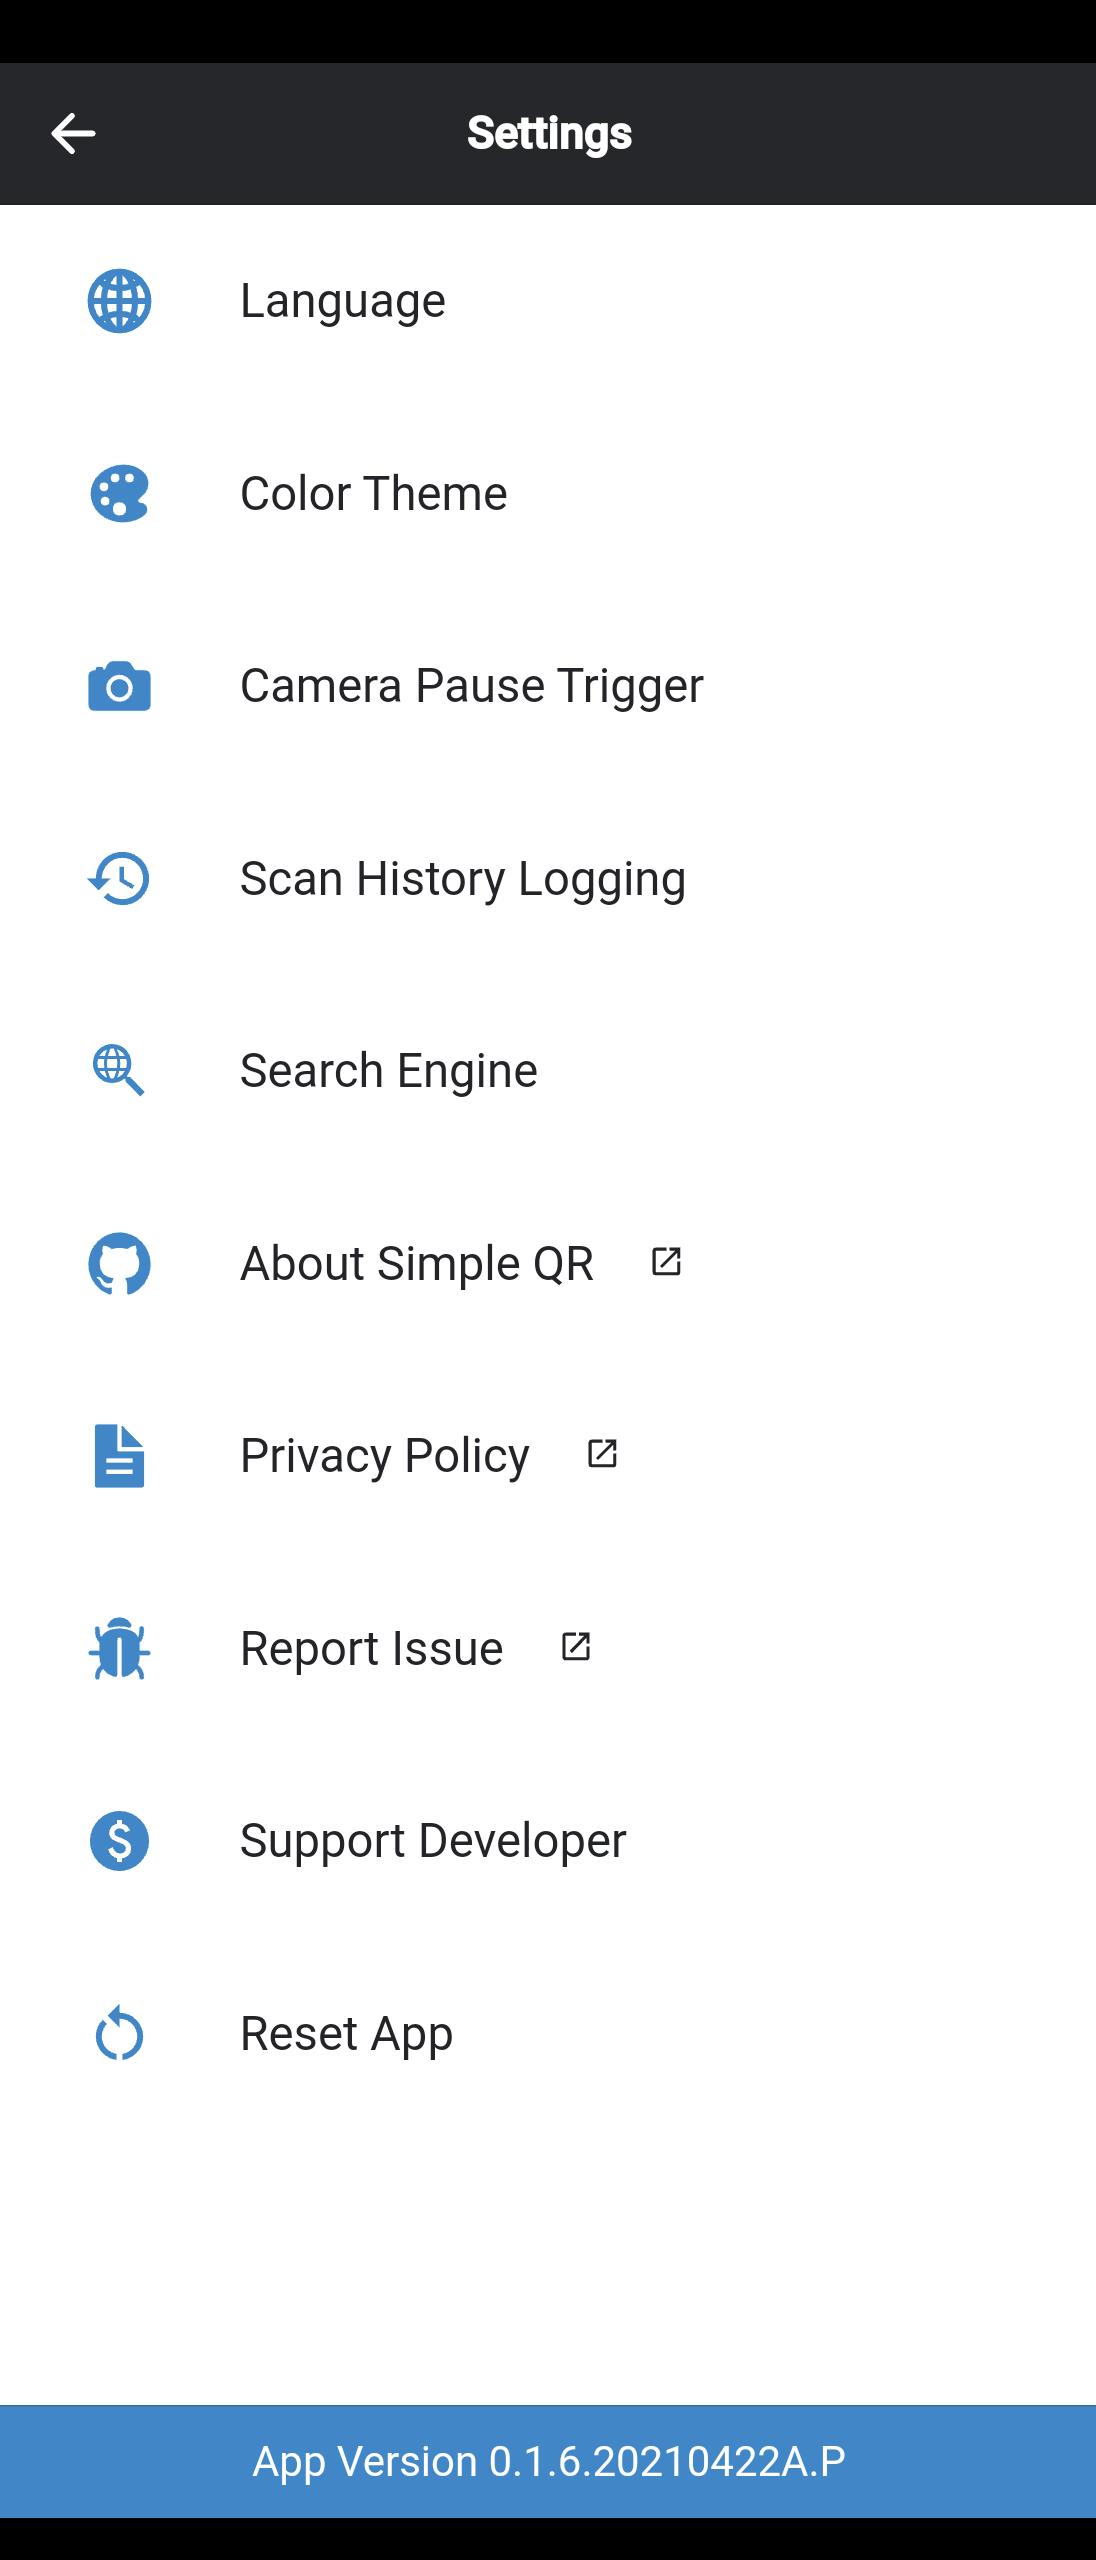 Settings
Language
Color Theme
Camera Pause Trigger
Scan History Logging
Search Engine
About Simple QR
Privacy Policy
Report Issue
Support Developer
Reset App
App Version 0.1.6.20210422A.P